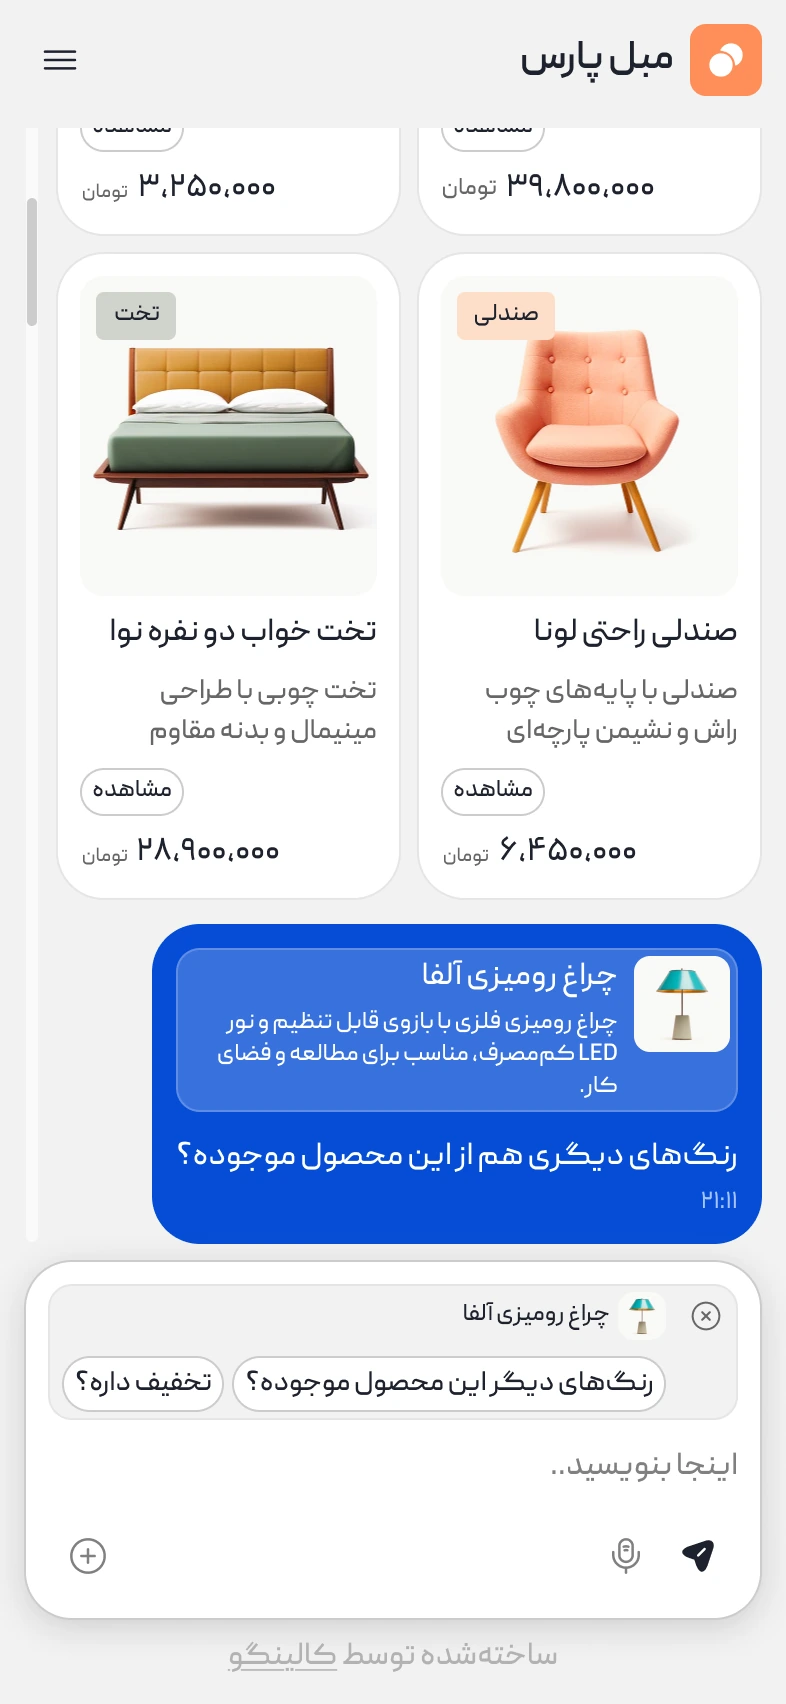 مبل پارس
مشاهده
۳۹،۸۰۰،۰۰۰ تومان
مشاهده
۳،۲۵۰،۰۰۰ تومان
صندلی
صندلی راحتی لونا
صندلی با پایه‌های چوب
راش و نشیمن پارچه‌ای
مشاهده
۶،۴۵۰،۰۰۰ تومان
تخت
تخت خواب دو نفره نوا
تخت چوبی با طراحی
مینیمال و بدنه مقاوم
مشاهده
۲۸،۹۰۰،۰۰۰ تومان
چراغ رومیزی آلفا
چراغ رومیزی فلزی با بازوی قابل تنظیم و نور
LED کم‌مصرف، مناسب برای مطالعه و فضای
کار.
رنگ‌های دیگری هم از این محصول موجوده؟
۲۱:۱۱
چراغ رومیزی آلفا
رنگ‌های دیگر این محصول موجوده؟
تخفیف داره؟
اینجا بنویسید..
ساخته‌شده توسط کالینگو